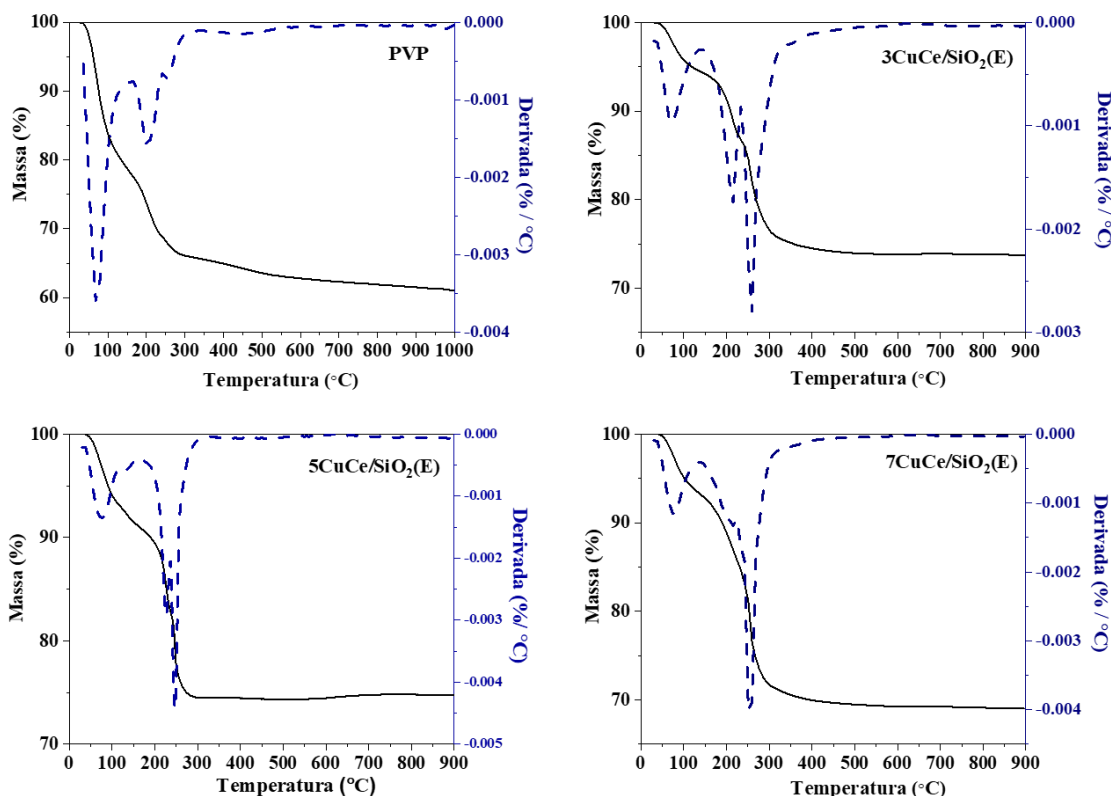 PVP
Massa (%)
100
90
80
70
60
0.000
-0.001
-0.002
-0.003
-0.004
Derivada (% / °C)
0 100 200 300 400 500 600 700 800 900 1000
Temperatura (°C)
3CuCe/SiO₂(E)
Massa (%)
100
90
80
70
0.000
-0.001
-0.002
-0.003
Derivada (% / °C)
0 100 200 300 400 500 600 700 800 900
Temperatura (°C)
5CuCe/SiO₂(E)
Massa (%)
100
90
80
70
0.000
-0.001
-0.002
-0.003
-0.004
-0.005
Derivada (%/ °C)
0 100 200 300 400 500 600 700 800 900
Temperatura (°C)
7CuCe/SiO₂(E)
Massa (%)
100
90
80
70
0.000
-0.001
-0.002
-0.003
-0.004
Derivada (% / °C)
0 100 200 300 400 500 600 700 800 900
Temperatura (°C)